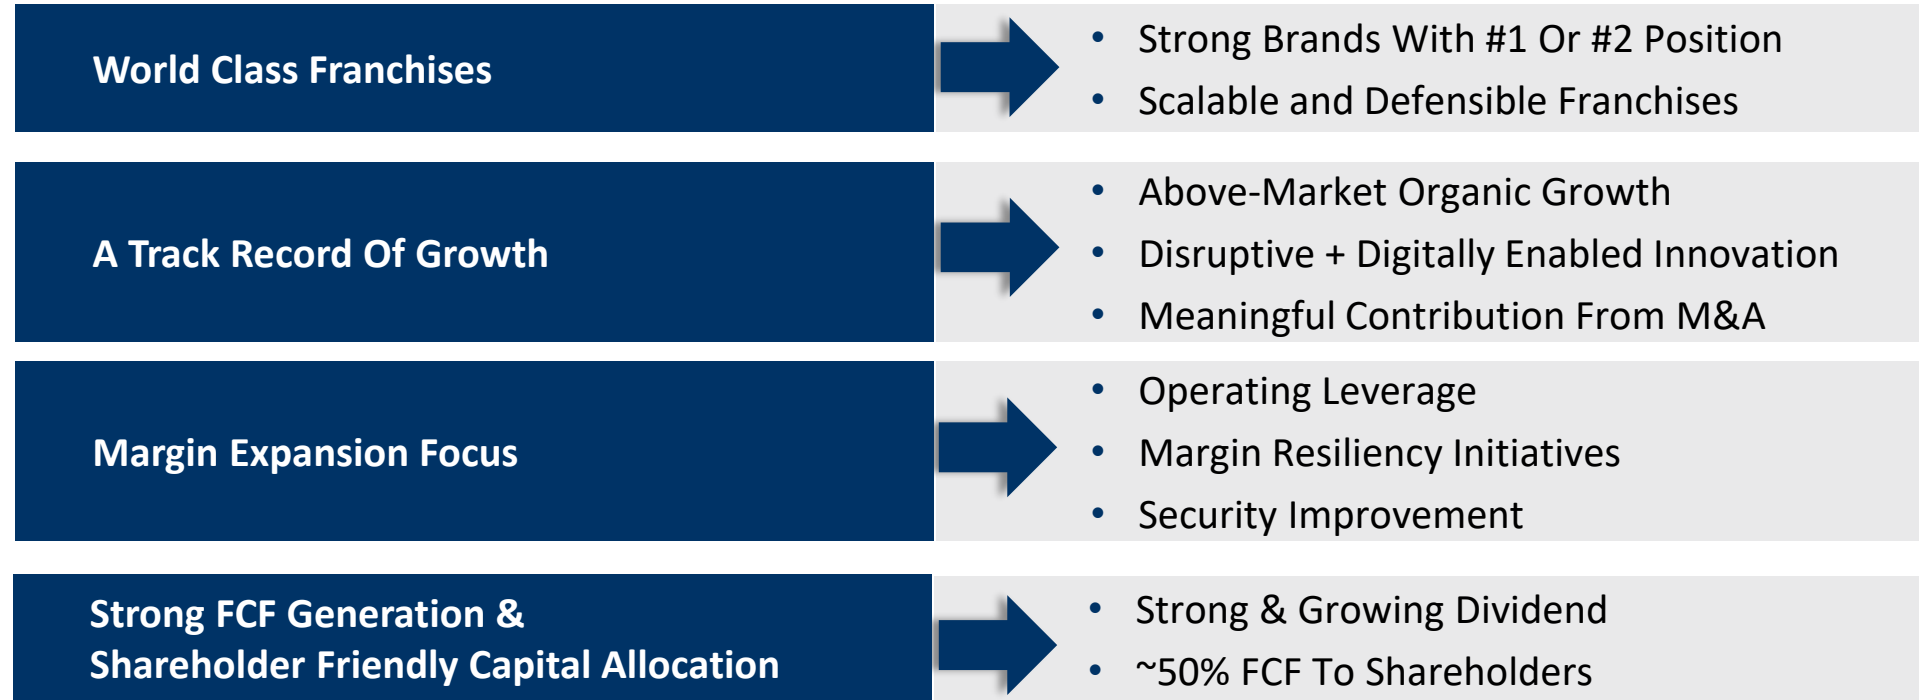 World Class Franchises
• Strong Brands With #1 Or #2 Position
• Scalable and Defensible Franchises
A Track Record Of Growth
• Above-Market Organic Growth
• Disruptive + Digitally Enabled Innovation
• Meaningful Contribution From M&A
Margin Expansion Focus
• Operating Leverage
• Margin Resiliency Initiatives
• Security Improvement
Strong FCF Generation &
Shareholder Friendly Capital Allocation
• Strong & Growing Dividend
• ~50% FCF To Shareholders